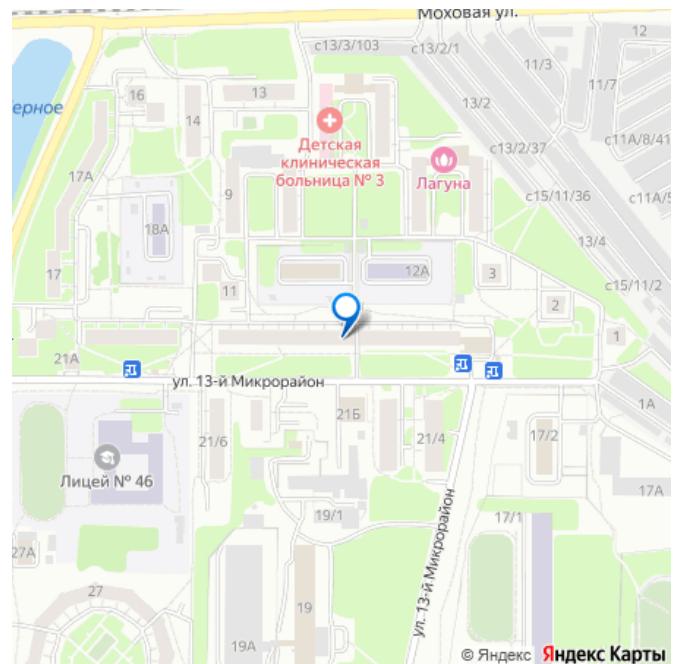 Моховая ул.
12
с13/3/103
с13/2/1
11/3
11/7
16
13
13/2
14
ерное
Детская
клиническая
больница № 3
с13/2/37
с11А/8/41
17А
9
Лагуна
с15/11/36
с11А/5
18А
13/4
17
11
12А
3
с15/11/2
2
1
21А
ул. 13-й Микрорайон
1А
21/6
21Б
21/4
17/2
Лицей № 46
17А
19/1
17/1
27А
ул. 13-й Микрорайон
27
19
19А
© Яндекс Яндекс Карты